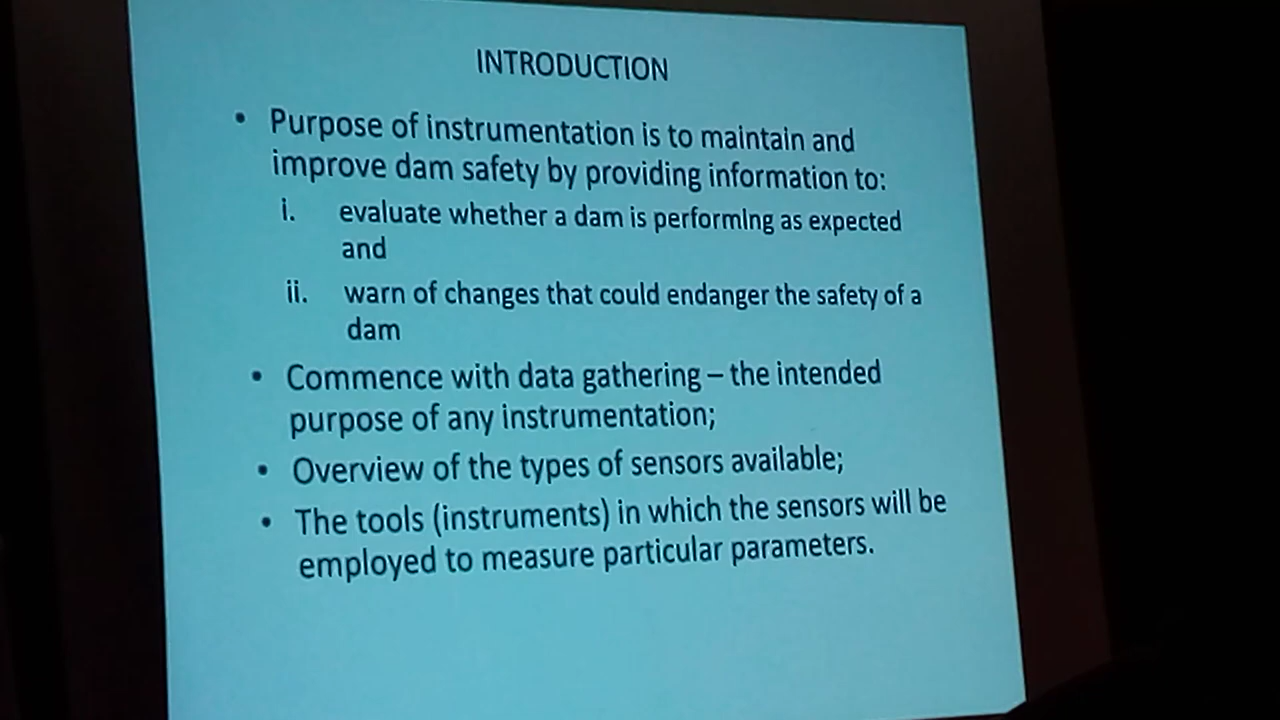 INTRODUCTION
• Purpose of instrumentation is to maintain and
improve dam safety by providing information to:
i. evaluate whether a dam is performIng as expected
and
ii. warn of changes that could endanger the safety of a
dam
• Commence with data gathering – the intended
purpose of any instrumentation;
• Overview of the types of sensors available;
• The tools (instruments) in which the sensors will be
employed to measure particular parameters.